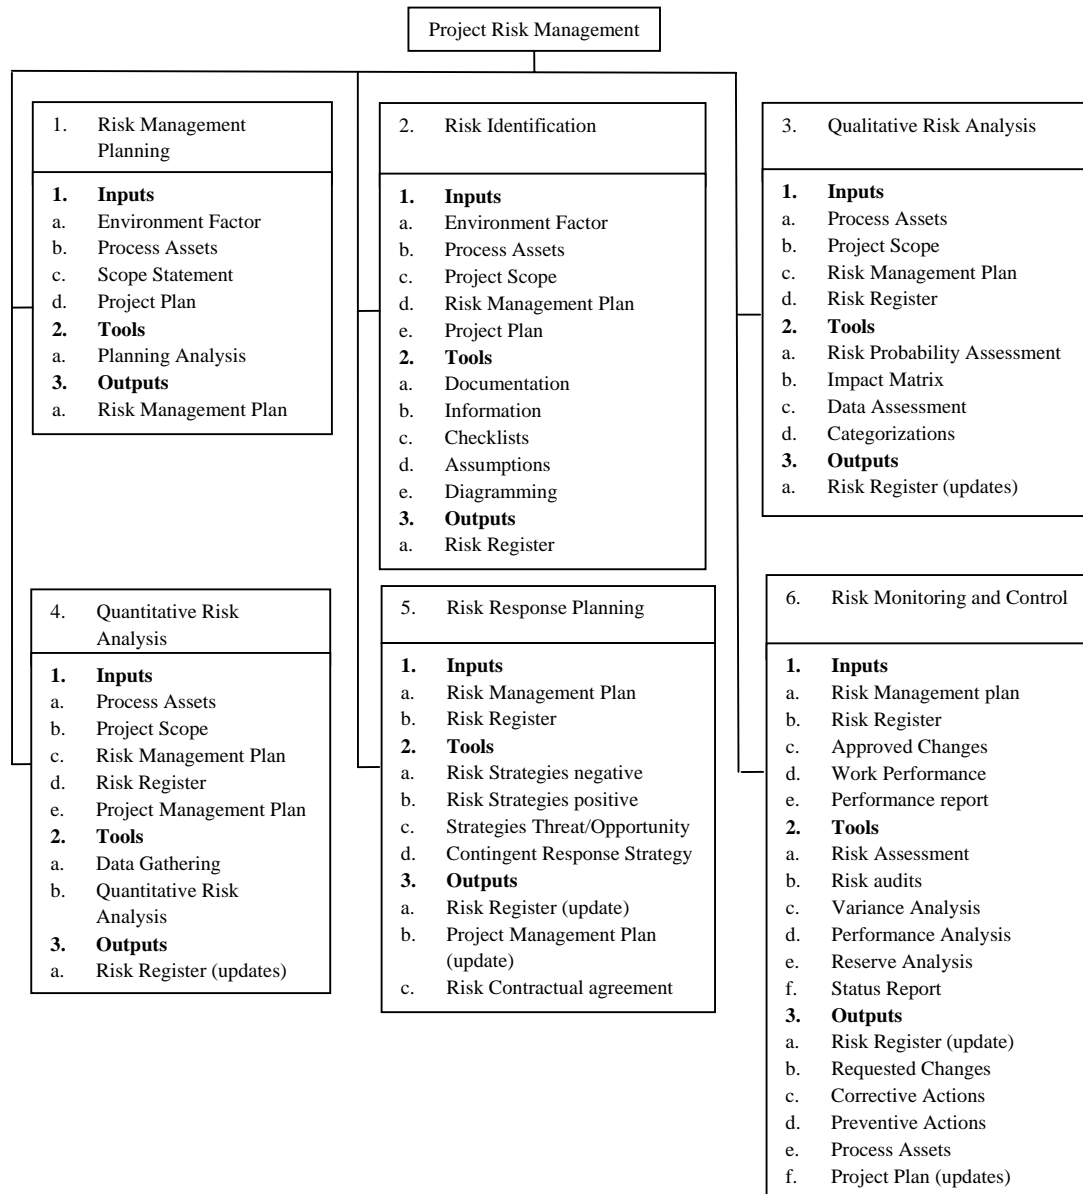 Project Risk Management
1. Risk Management
Planning
1. Inputs
a. Environment Factor
b. Process Assets
c. Scope Statement
d. Project Plan
2. Tools
a. Planning Analysis
3. Outputs
a. Risk Management Plan
2. Risk Identification
1. Inputs
a. Environment Factor
b. Process Assets
c. Project Scope
d. Risk Management Plan
e. Project Plan
2. Tools
a. Documentation
b. Information
c. Checklists
d. Assumptions
e. Diagramming
3. Outputs
a. Risk Register
3. Qualitative Risk Analysis
1. Inputs
a. Process Assets
b. Project Scope
c. Risk Management Plan
d. Risk Register
2. Tools
a. Risk Probability Assessment
b. Impact Matrix
c. Data Assessment
d. Categorizations
3. Outputs
a. Risk Register (updates)
4. Quantitative Risk
Analysis
1. Inputs
a. Process Assets
b. Project Scope
c. Risk Management Plan
d. Risk Register
e. Project Management Plan
2. Tools
a. Data Gathering
b. Quantitative Risk
Analysis
3. Outputs
a. Risk Register (updates)
5. Risk Response Planning
1. Inputs
a. Risk Management Plan
b. Risk Register
2. Tools
a. Risk Strategies negative
b. Risk Strategies positive
c. Strategies Threat/Opportunity
d. Contingent Response Strategy
3. Outputs
a. Risk Register (update)
b. Project Management Plan
(update)
c. Risk Contractual agreement
6. Risk Monitoring and Control
1. Inputs
a. Risk Management plan
b. Risk Register
c. Approved Changes
d. Work Performance
e. Performance report
2. Tools
a. Risk Assessment
b. Risk audits
c. Variance Analysis
d. Performance Analysis
e. Reserve Analysis
f. Status Report
3. Outputs
a. Risk Register (update)
b. Requested Changes
c. Corrective Actions
d. Preventive Actions
e. Process Assets
f. Project Plan (updates)